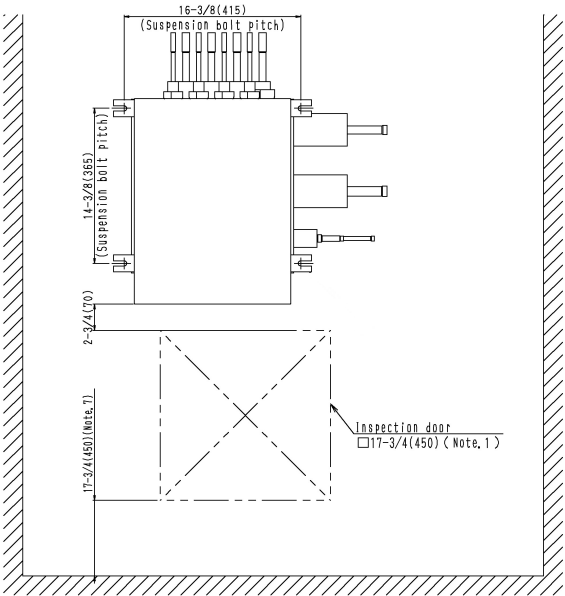 16-3/8(415)
(Suspension bolt pitch)
14-3/8(365)
(Suspension bolt pitch)
2-3/4(70)
17-3/4(450)(Note.7)
Inspection door
□17-3/4(450) (Note.1)